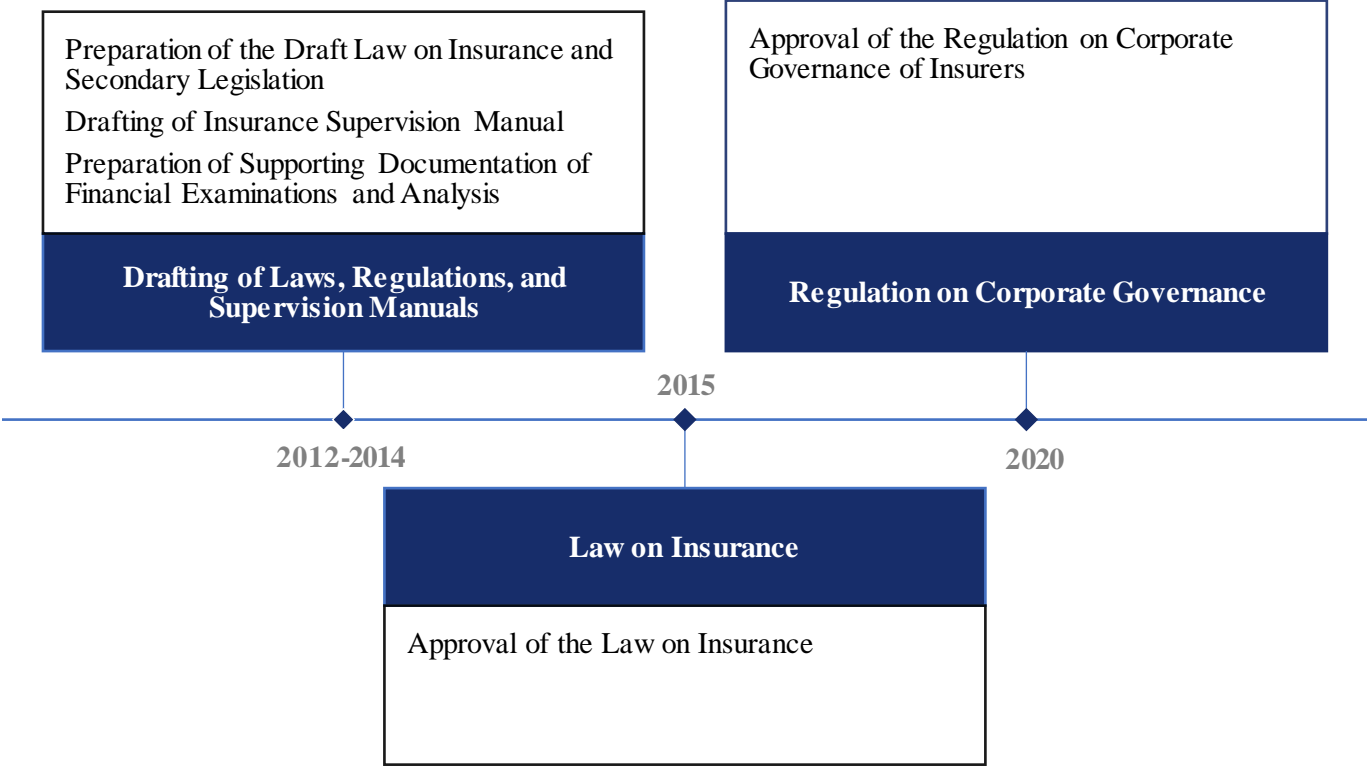 Preparation of the Draft Law on Insurance and
Secondary Legislation
Drafting of Insurance Supervision Manual
Preparation of Supporting Documentation of
Financial Examinations and Analysis
Drafting of Laws, Regulations, and
Supervision Manuals
2012-2014
2015
Law on Insurance
Approval of the Law on Insurance
Approval of the Regulation on Corporate
Governance of Insurers
Regulation on Corporate Governance
2020